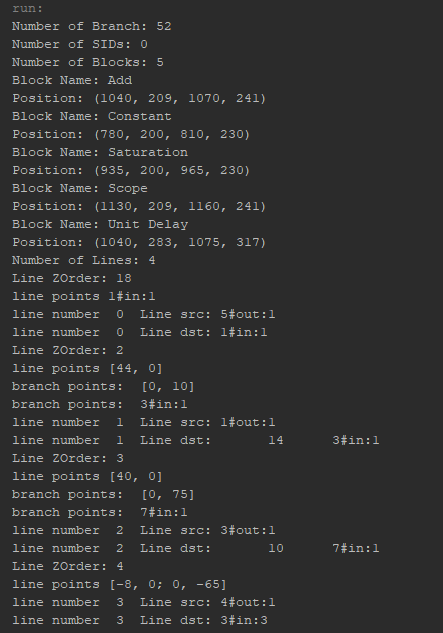 run:
Number of Branch: 52
Number of SIDs: 0
Number of Blocks: 5
Block Name: Add
Position: (1040, 209, 1070, 241)
Block Name: Constant
Position: (780, 200, 810, 230)
Block Name: Saturation
Position: (935, 200, 965, 230)
Block Name: Scope
Position: (1130, 209, 1160, 241)
Block Name: Unit Delay
Position: (1040, 283, 1075, 317)
Number of Lines: 4
Line ZOrder: 18
line points 1#in:1
line number  0  Line src: 5#out:1
line number  0  Line dst: 1#in:1
Line ZOrder: 2
line points [44, 0]
branch points:  [0, 10]
branch points:  3#in:1
line number  1  Line src: 1#out:1
line number  1  Line dst:       14      3#in:1
Line ZOrder: 3
line points [40, 0]
branch points:  [0, 75]
branch points:  7#in:1
line number  2  Line src: 3#out:1
line number  2  Line dst:       10      7#in:1
Line ZOrder: 4
line points [-8, 0; 0, -65]
line number  3  Line src: 4#out:1
line number  3  Line dst: 3#in:3